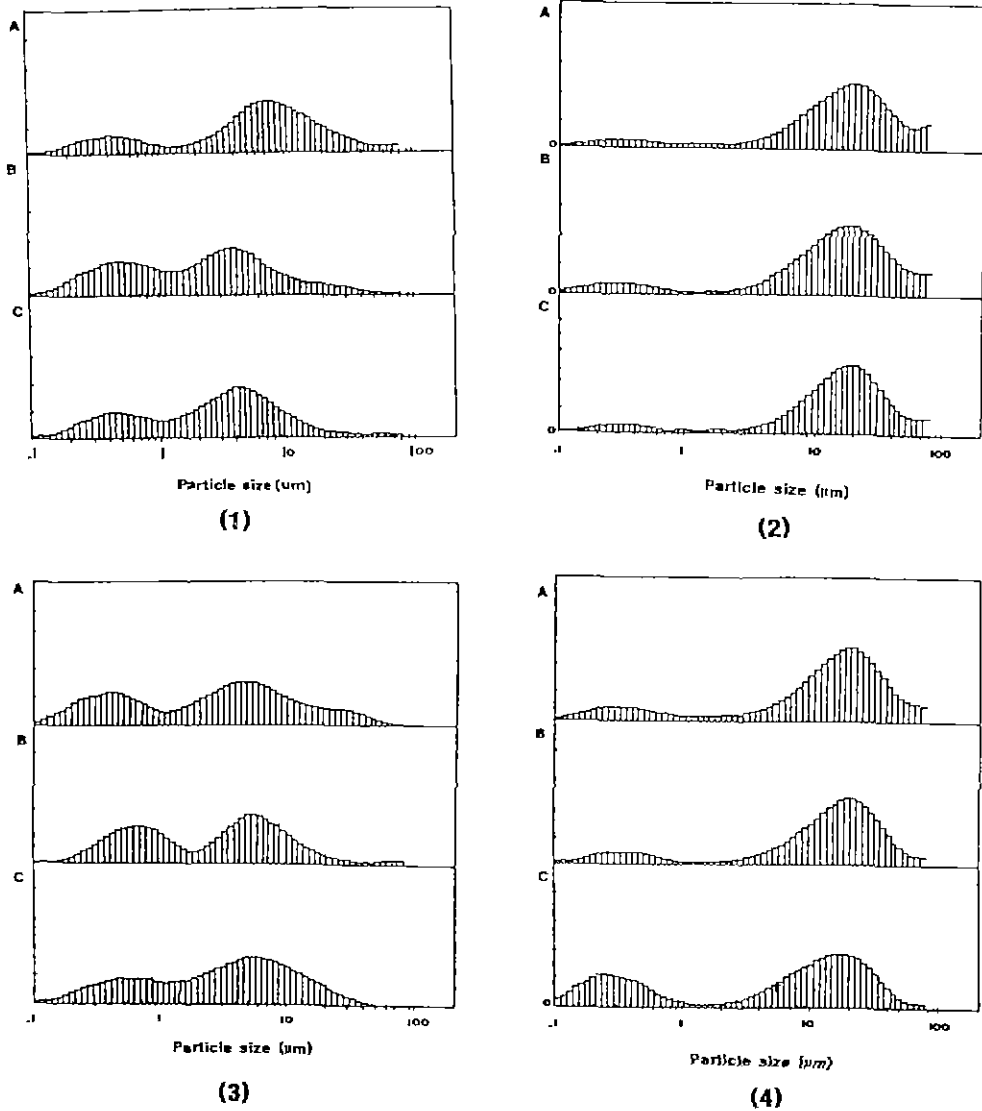 A
B
C
.1 1 10 100
Particle size (um)
(1)
A
0
B
0
C
0
.1 1 10 100
Particle size (μm)
(2)
A
B
C
.1 1 10 100
Particle size (μm)
(3)
A
B
C
0
.1 1 10 100
Particle size (μm)
(4)